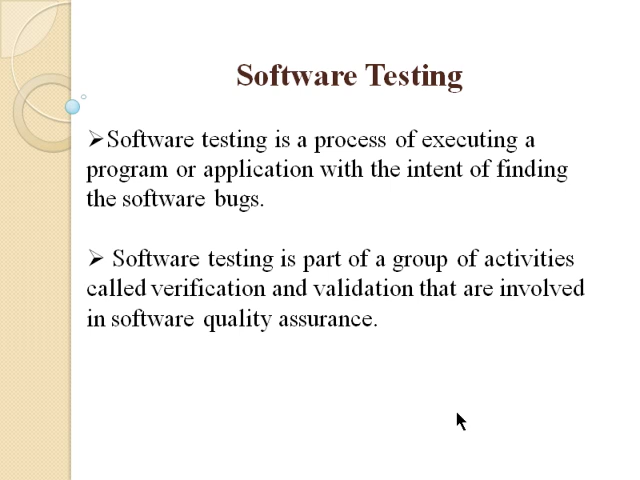 Software Testing
➢Software testing is a process of executing a
program or application with the intent of finding
the software bugs.
➢ Software testing is part of a group of activities
called verification and validation that are involved
in software quality assurance.